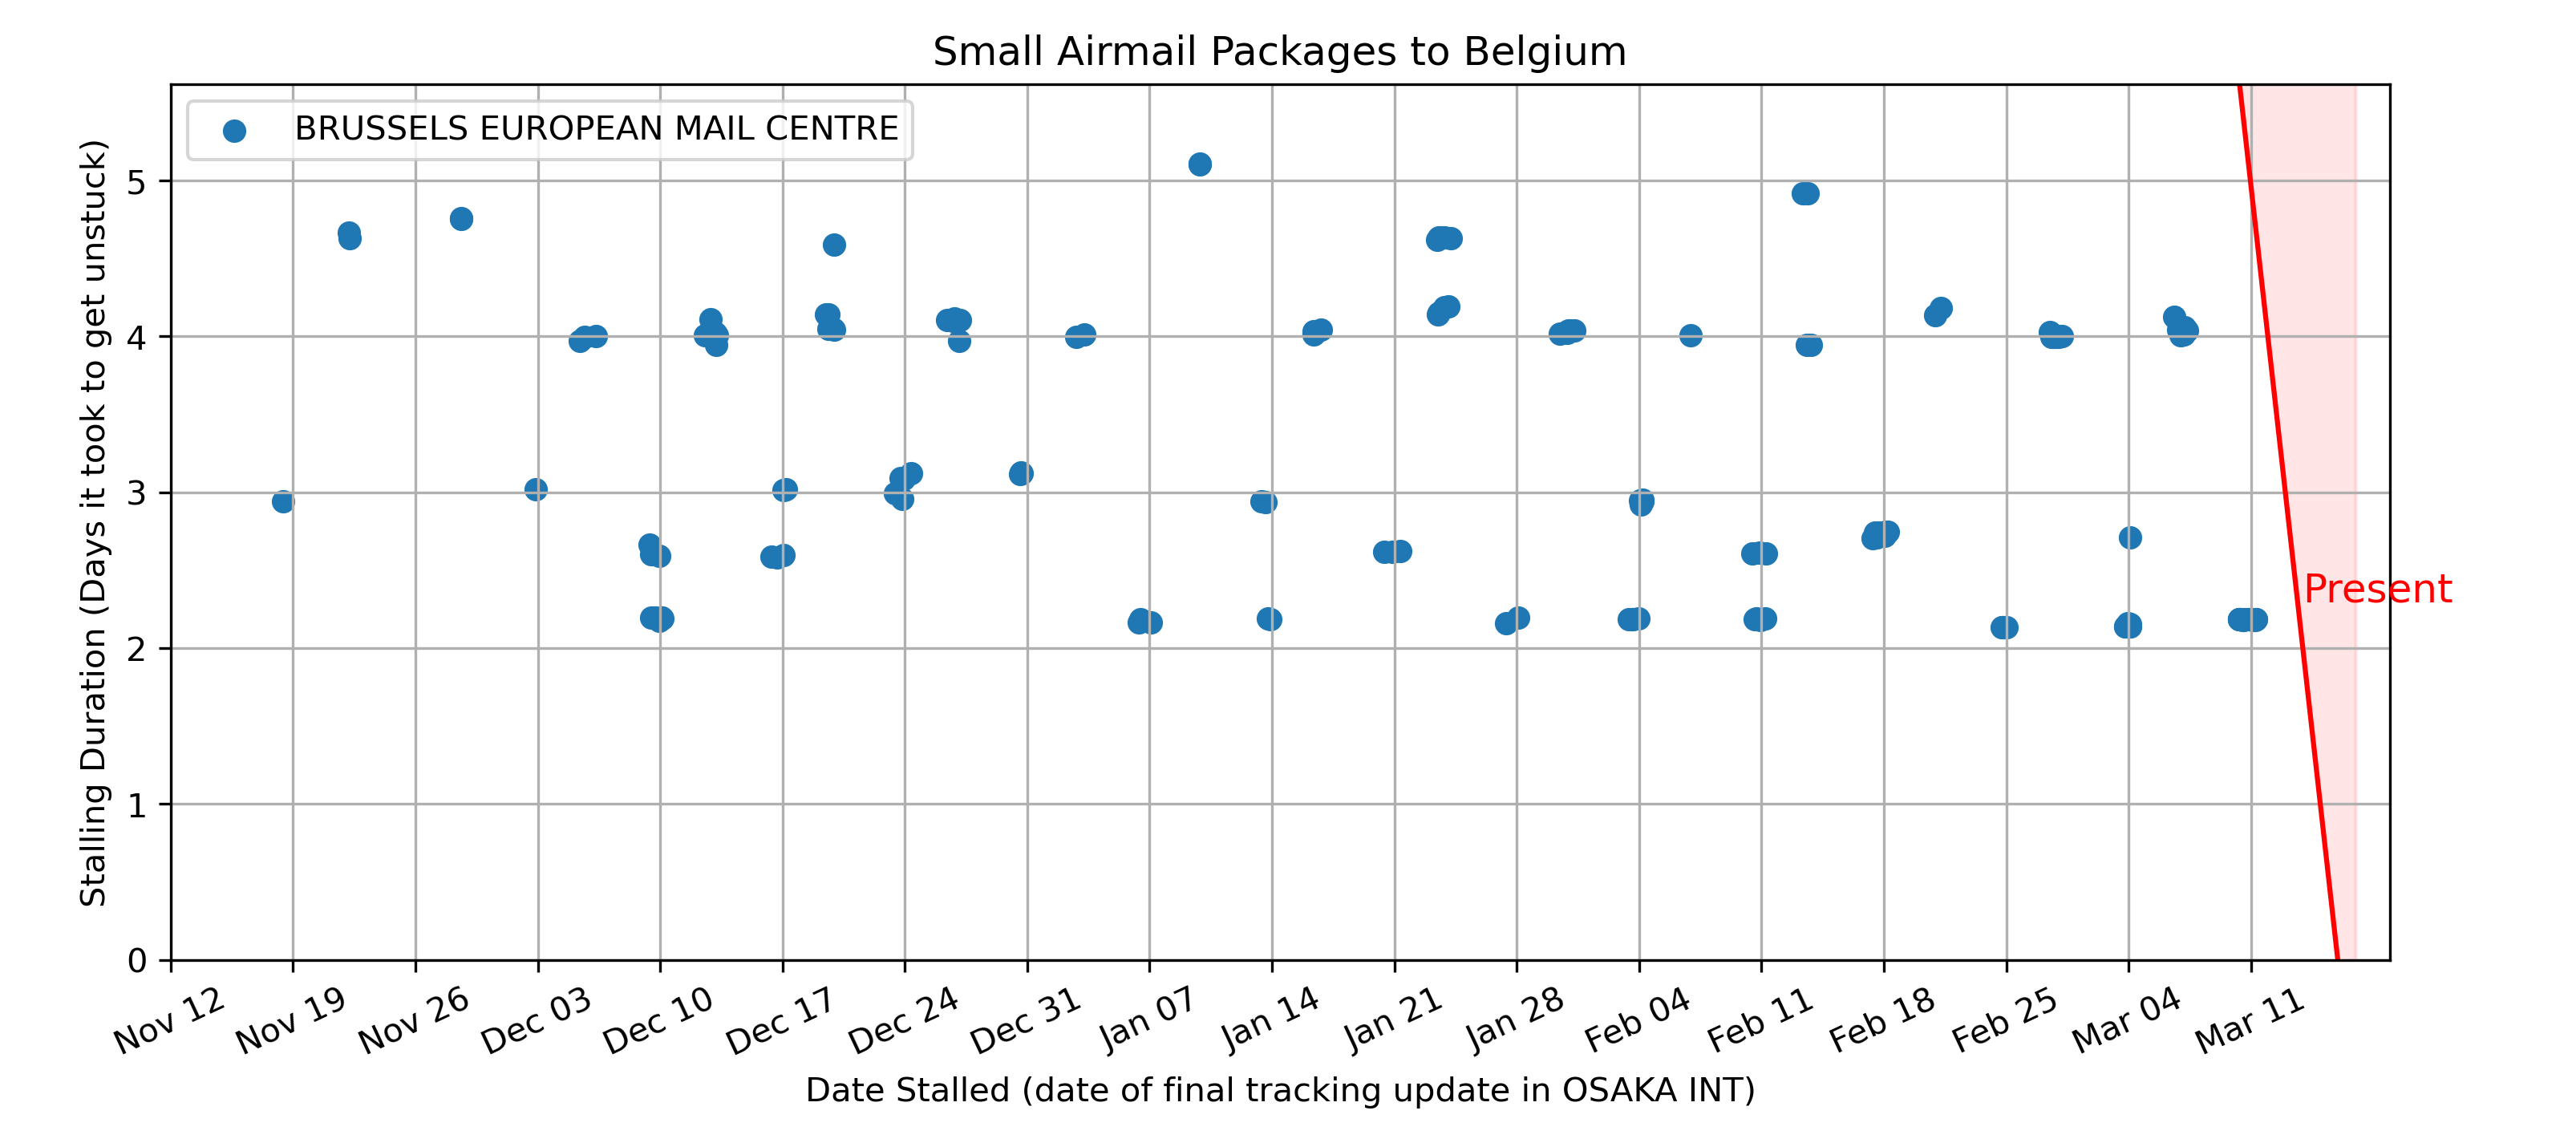 Small Airmail Packages to Belgium
BRUSSELS EUROPEAN MAIL CENTRE
Stalling Duration (Days it took to get unstuck)
5
4
3
2
1
0
Present
Nov 12
Nov 19
Nov 26
Dec 03
Dec 10
Dec 17
Dec 24
Dec 31
Jan 07
Jan 14
Jan 21
Jan 28
Feb 04
Feb 11
Feb 18
Feb 25
Mar 04
Mar 11
Date Stalled (date of final tracking update in OSAKA INT)